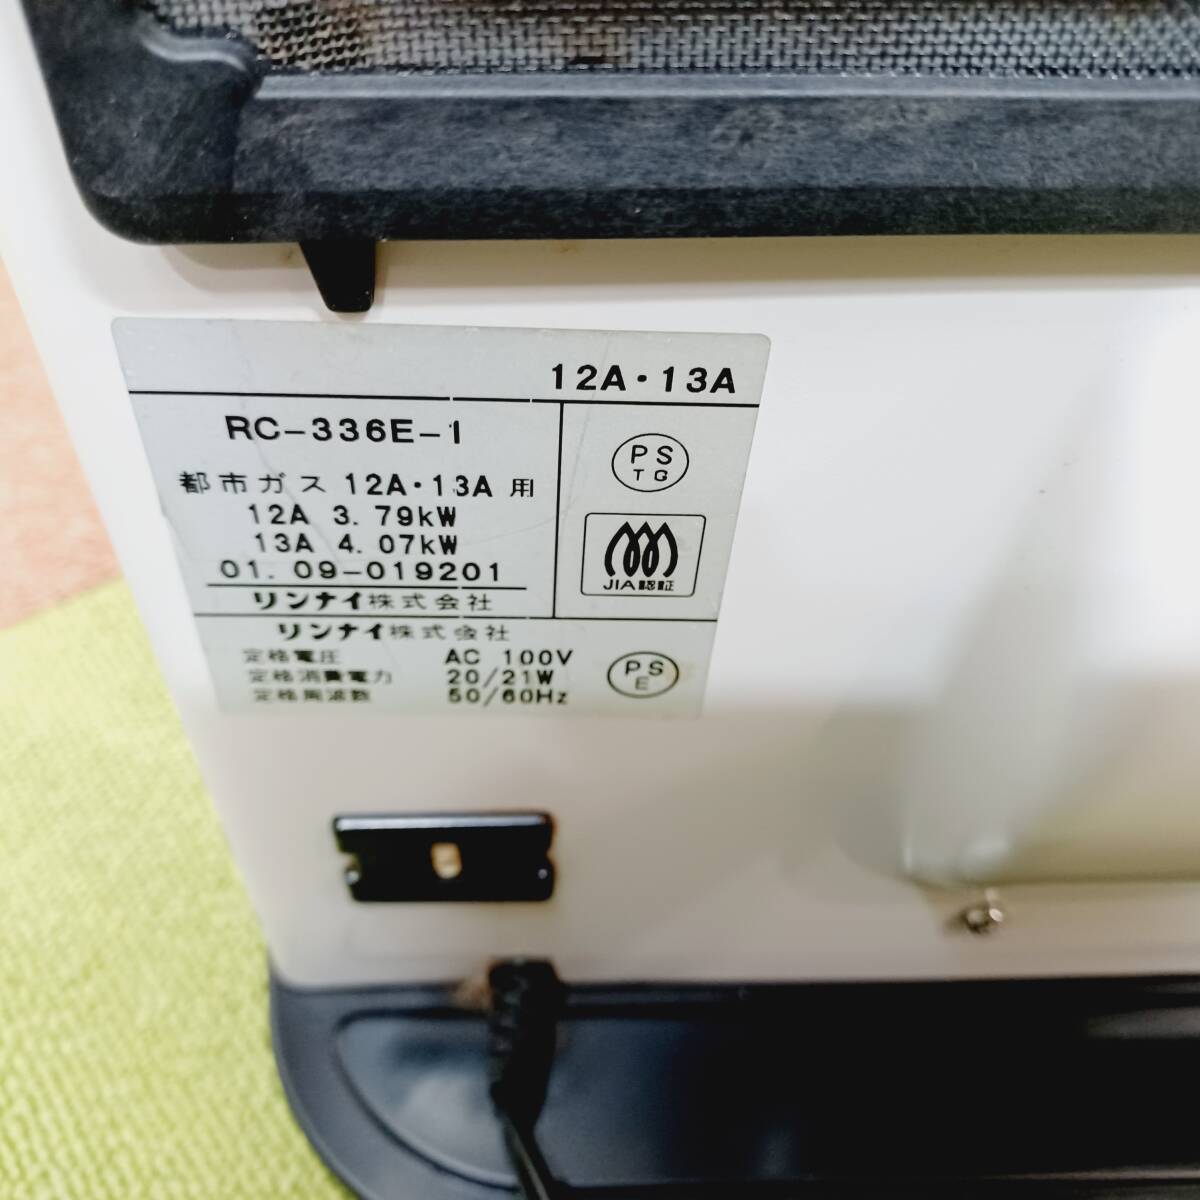 12A・13A
RC-336E-1
都市ガス 12A・13A 用
12A 3.79kW
13A 4.07kW
01.09-019201
リンナイ株式会社
PS
TG
JIA認証
リンナイ株式会社
定格電圧 AC 100V
定格消費電力 20/21W
定格周波数 50/60Hz
PS
E